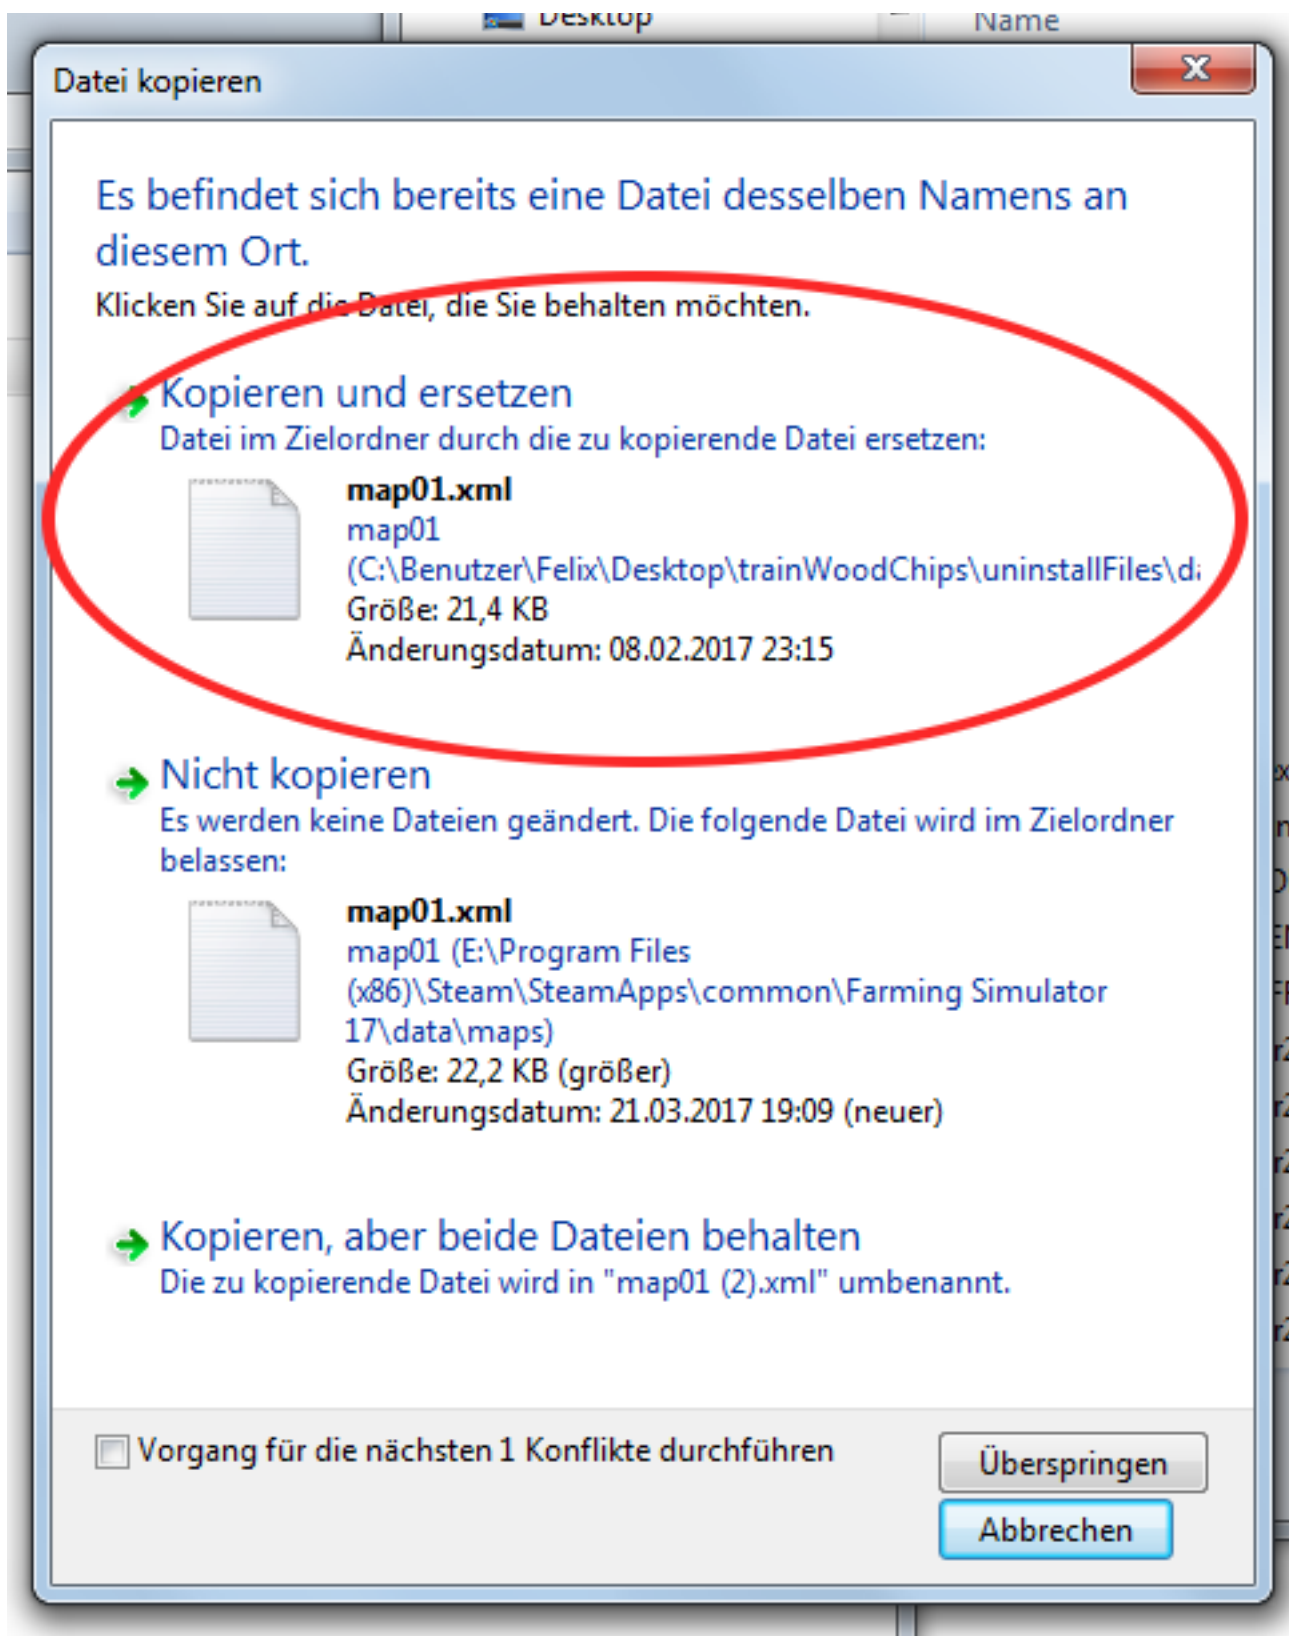 Desktop
Name
Datei kopieren
Es befindet sich bereits eine Datei desselben Namens an
diesem Ort.
Klicken Sie auf die Datei, die Sie behalten möchten.
Kopieren und ersetzen
Datei im Zielordner durch die zu kopierende Datei ersetzen:
map01.xml
map01
(C:\Benutzer\Felix\Desktop\trainWoodChips\uninstallFiles\da
Größe: 21,4 KB
Änderungsdatum: 08.02.2017 23:15
Nicht kopieren
Es werden keine Dateien geändert. Die folgende Datei wird im Zielordner
belassen:
map01.xml
map01 (E:\Program Files
(x86)\Steam\SteamApps\common\Farming Simulator
17\data\maps)
Größe: 22,2 KB (größer)
Änderungsdatum: 21.03.2017 19:09 (neuer)
Kopieren, aber beide Dateien behalten
Die zu kopierende Datei wird in "map01 (2).xml" umbenannt.
Vorgang für die nächsten 1 Konflikte durchführen
Überspringen
Abbrechen